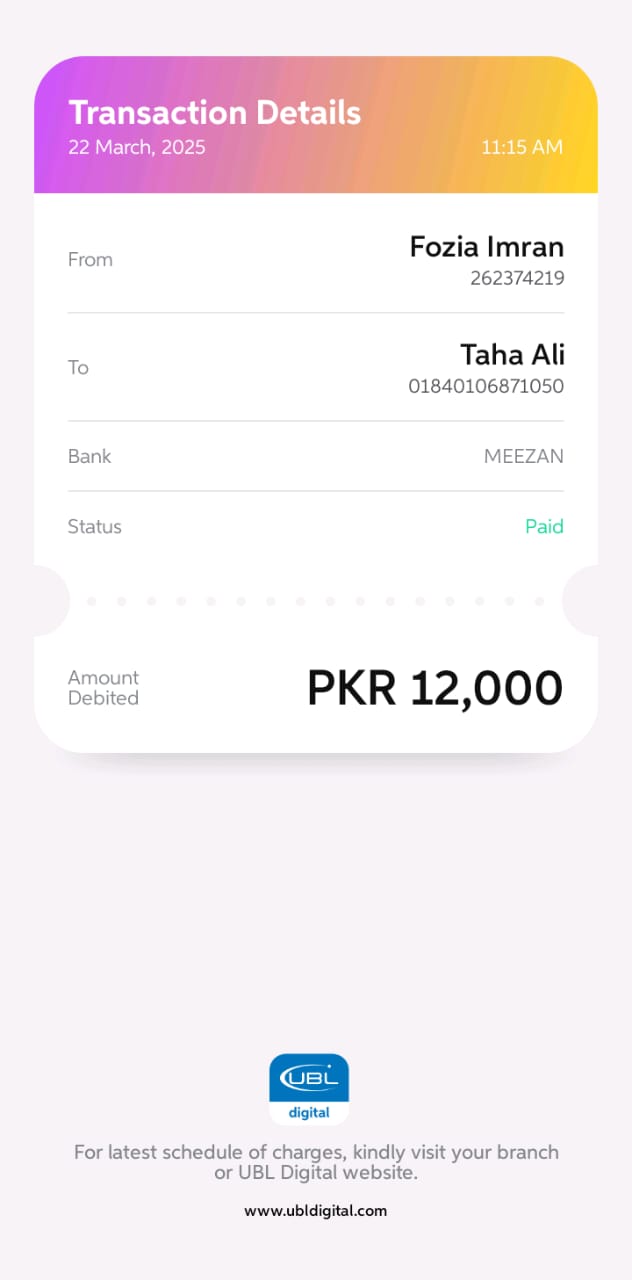 Transaction Details
22 March, 2025 11:15 AM
From
Fozia Imran
262374219
To
Taha Ali
01840106871050
Bank MEEZAN
Status Paid
Amount
Debited
PKR 12,000
UBL
digital
For latest schedule of charges, kindly visit your branch
or UBL Digital website.
www.ubldigital.com